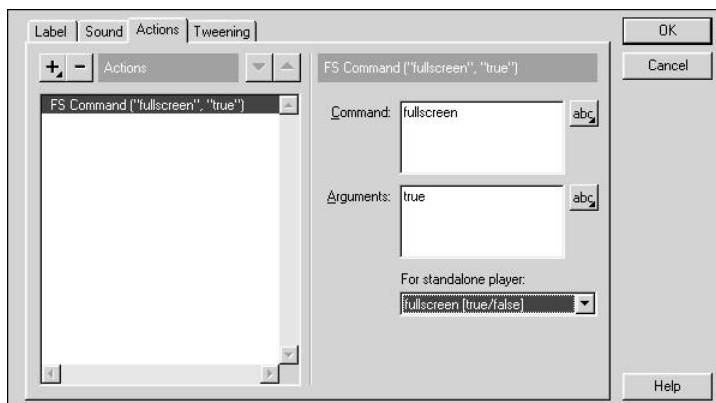 Label Sound Actions Tweening
OK
Cancel
+ - Actions
FS Command ("fullscreen", "true")
FS Command ("fullscreen", "true")
Command: fullscreen abc
Arguments: true abc
For standalone player:
fullscreen [true/false]
Help